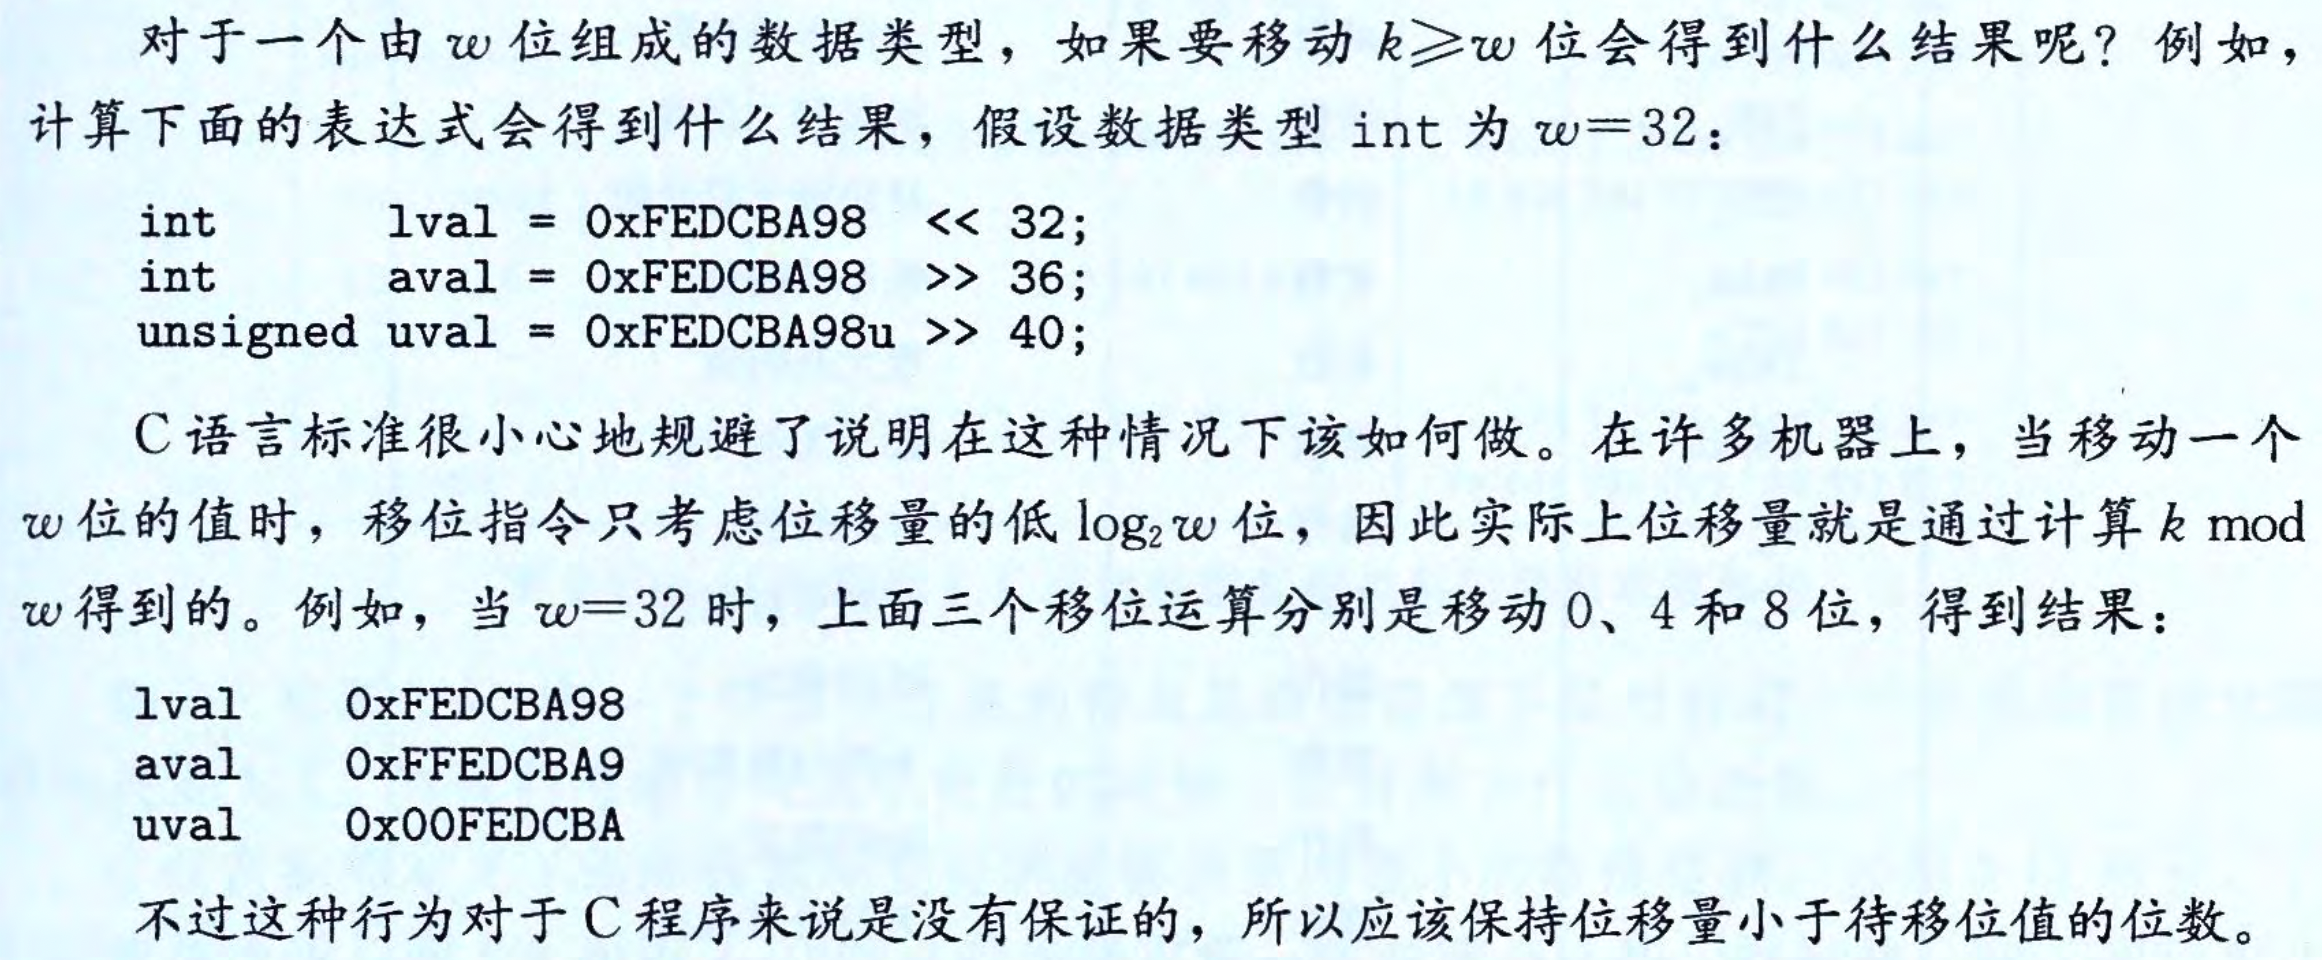 对于一个由 w 位组成的数据类型，如果要移动 k⩾w 位会得到什么结果呢？例如，
计算下面的表达式会得到什么结果，假设数据类型 int 为 w=32：
int      lval = 0xFEDCBA98  << 32;
int      aval = 0xFEDCBA98  >> 36;
unsigned uval = 0xFEDCBA98u >> 40;
C 语言标准很小心地规避了说明在这种情况下该如何做。在许多机器上，当移动一个
w 位的值时，移位指令只考虑位移量的低 log₂w 位，因此实际上位移量就是通过计算 k mod
w 得到的。例如，当 w=32 时，上面三个移位运算分别是移动 0、4 和 8 位，得到结果：
lval    0xFEDCBA98
aval    0xFFEDCBA9
uval    0x00FEDCBA
不过这种行为对于 C 程序来说是没有保证的，所以应该保持位移量小于待移位值的位数。